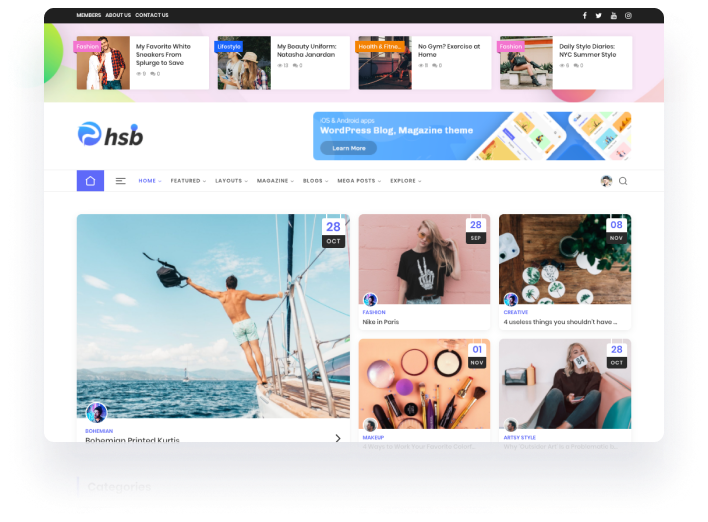 MEMBERS ABOUT US CONTACT US
Fashion
My Favorite White
Sneakers From
Splurge to Save
9 0
Lifestyle
My Beauty Uniform:
Natasha Janardan
13 0
Health & Fitne..
No Gym? Exercise at
Home
8 0
Fashion
Daily Style Diaries:
NYC Summer Style
6 0
hsb
iOS & Android apps
WordPress Blog, Magazine theme
Learn More
HOME FEATURED LAYOUTS MAGAZINE BLOGS MEGA POSTS EXPLORE
28
OCT
BOHEMIAN
Bohemian Printed Kurtis
28
SEP
FASHION
Nike in Paris
08
NOV
CREATIVE
4 useless things you shouldn't have ...
01
NOV
MAKEUP
28
OCT
ARTSY STYLE
Categories